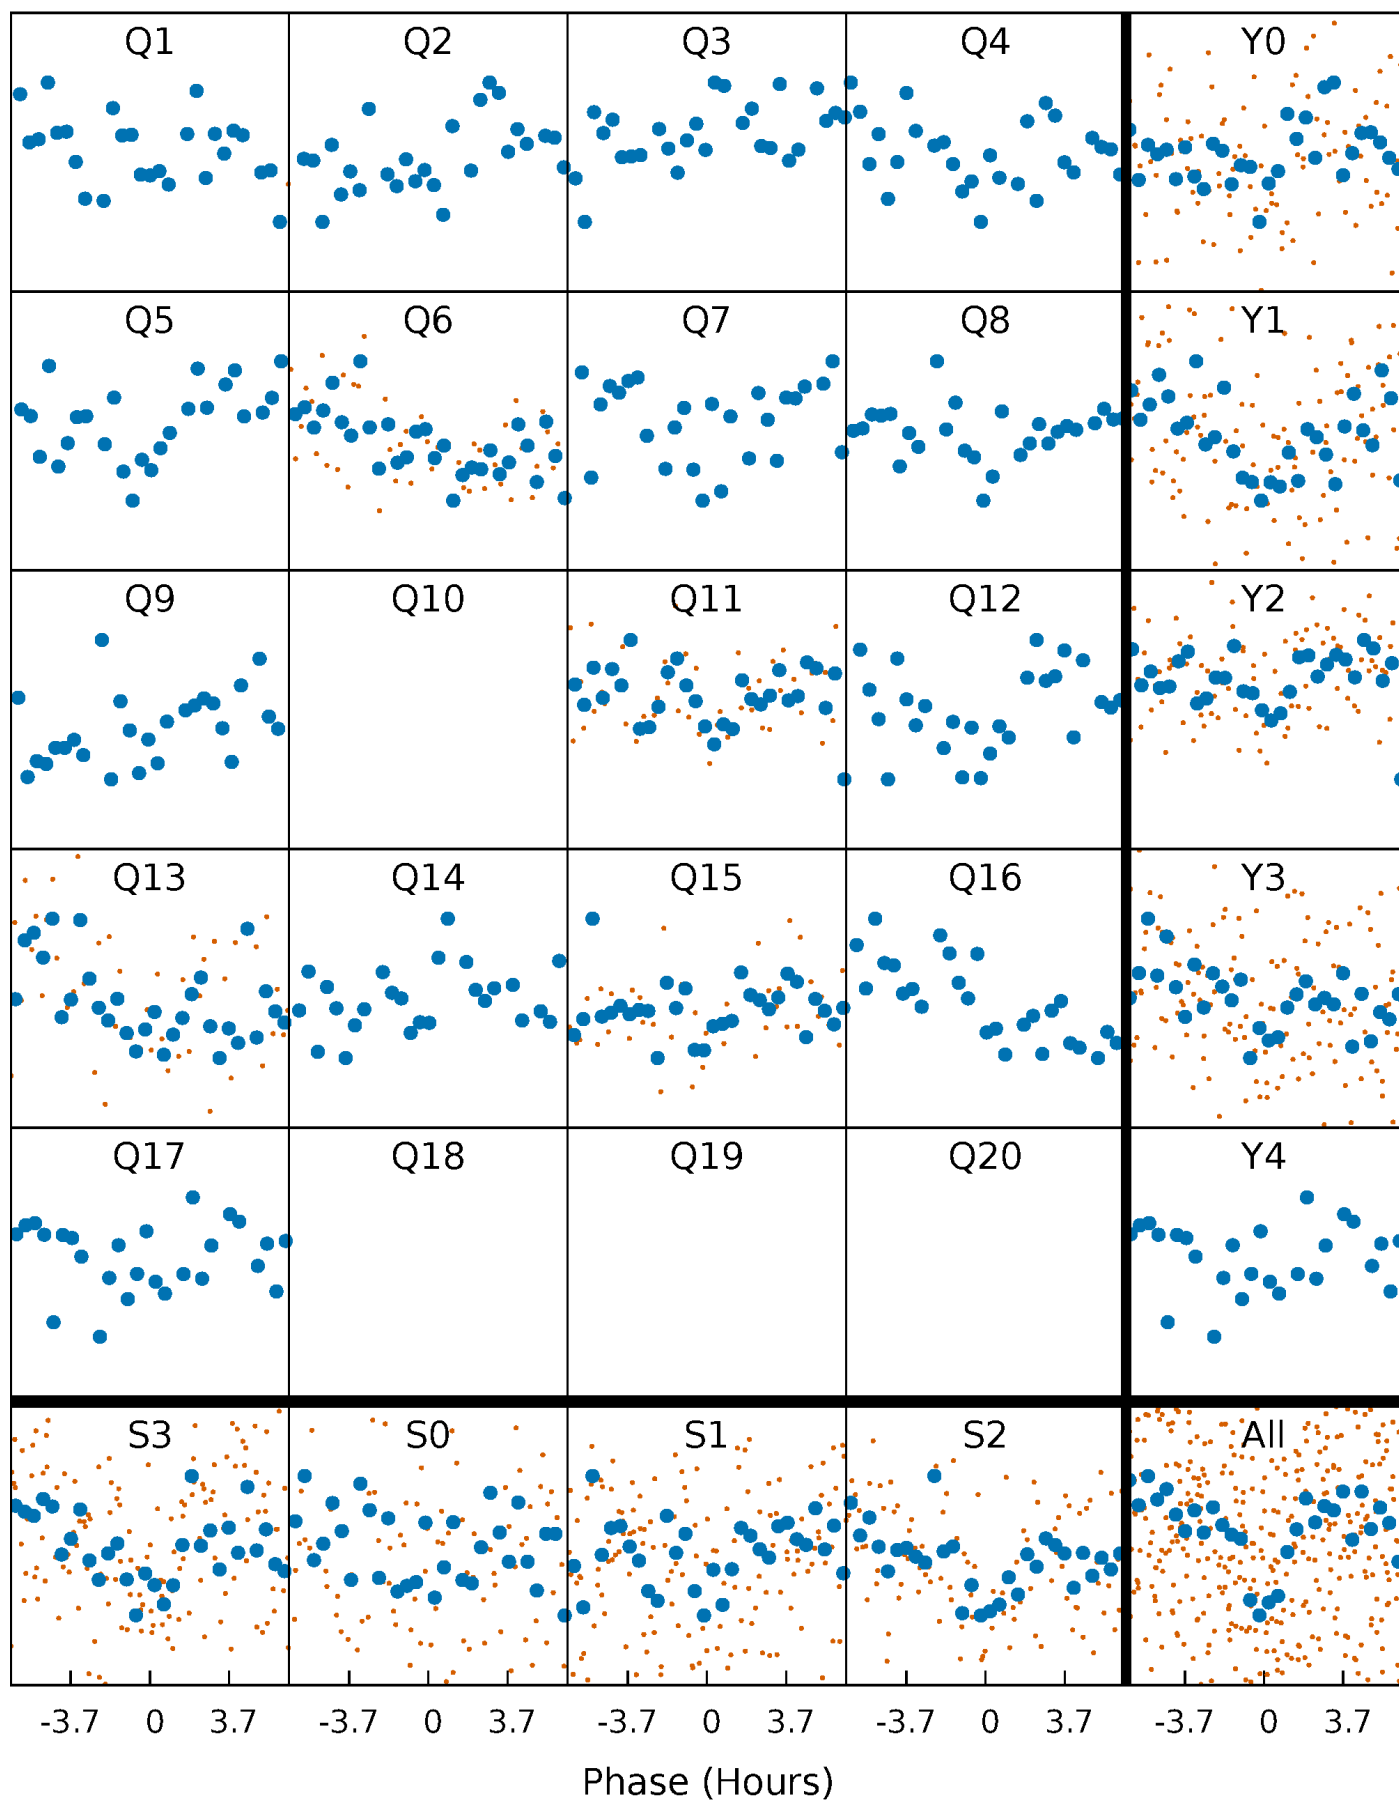 Q1 Q2 Q3 Q4 Y0
Q5 Q6 Q7 Q8 Y1
Q9 Q10 Q11 Q12 Y2
Q13 Q14 Q15 Q16 Y3
Q17 Q18 Q19 Q20 Y4
S3 S0 S1 S2 All
-3.7 0 3.7 -3.7 0 3.7 -3.7 0 3.7 -3.7 0 3.7 -3.7 0 3.7
Phase (Hours)